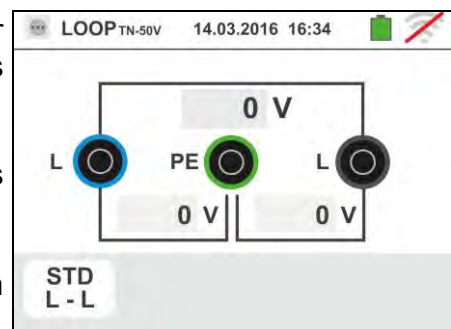 LOOP TN-50V 14.03.2016 16:34
0 V
L PE L
0 V 0 V
STD
L - L